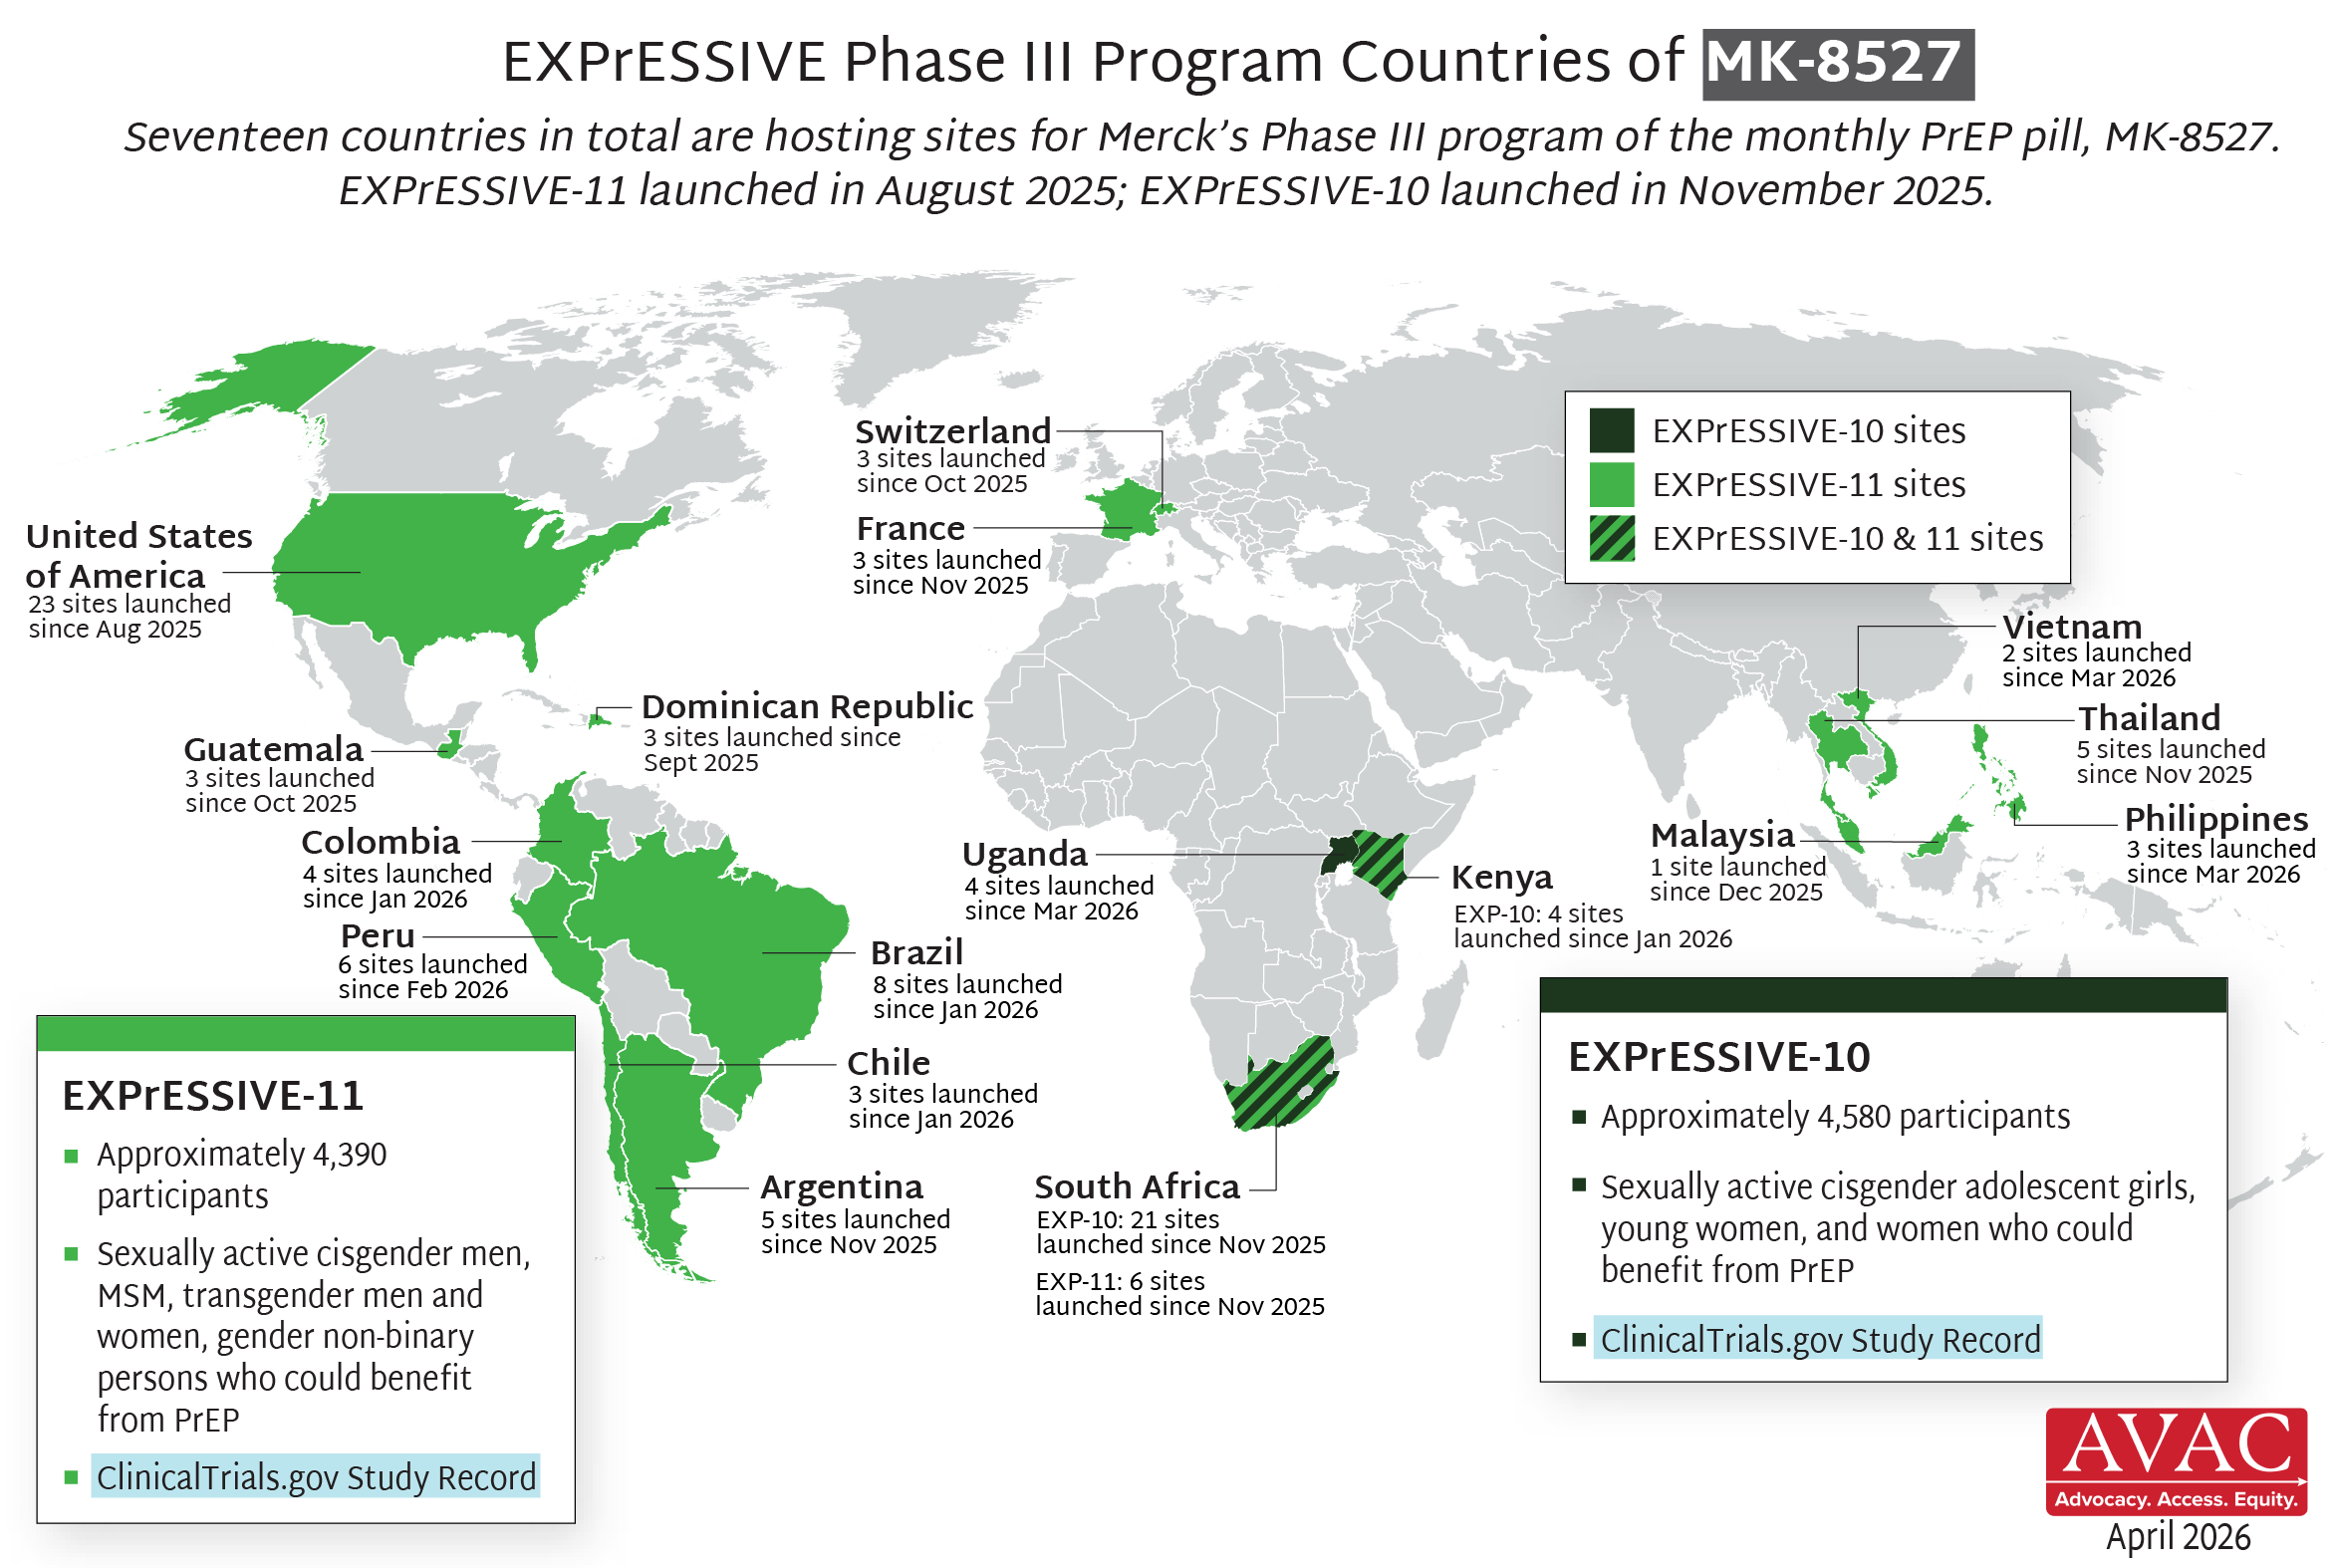 EXPrESSIVE Phase III Program Countries of MK-8527
Seventeen countries in total are hosting sites for Merck’s Phase III program of the monthly PrEP pill, MK-8527.
EXPrESSIVE-11 launched in August 2025; EXPrESSIVE-10 launched in November 2025.
EXPrESSIVE-10 sites
EXPrESSIVE-11 sites
EXPrESSIVE-10 & 11 sites
United States
of America
23 sites launched
since Aug 2025
Switzerland
3 sites launched
since Oct 2025
France
3 sites launched
since Nov 2025
Vietnam
2 sites launched
since Mar 2026
Thailand
5 sites launched
since Nov 2025
Philippines
3 sites launched
since Mar 2026
Malaysia
1 site launched
since Dec 2025
Dominican Republic
3 sites launched since
Sept 2025
Guatemala
3 sites launched
since Oct 2025
Colombia
4 sites launched
since Jan 2026
Peru
6 sites launched
since Feb 2026
Brazil
8 sites launched
since Jan 2026
Chile
3 sites launched
since Jan 2026
Argentina
5 sites launched
since Nov 2025
Uganda
4 sites launched
since Mar 2026
Kenya
EXP-10: 4 sites
launched since Jan 2026
South Africa
EXP-10: 21 sites
launched since Nov 2025
EXP-11: 6 sites
launched since Nov 2025
EXPrESSIVE-11
Approximately 4,390
participants
Sexually active cisgender men,
MSM, transgender men and
women, gender non-binary
persons who could benefit
from PrEP
ClinicalTrials.gov Study Record
EXPrESSIVE-10
Approximately 4,580 participants
Sexually active cisgender adolescent girls,
young women, and women who could
benefit from PrEP
ClinicalTrials.gov Study Record
AVAC
Advocacy. Access. Equity.
April 2026